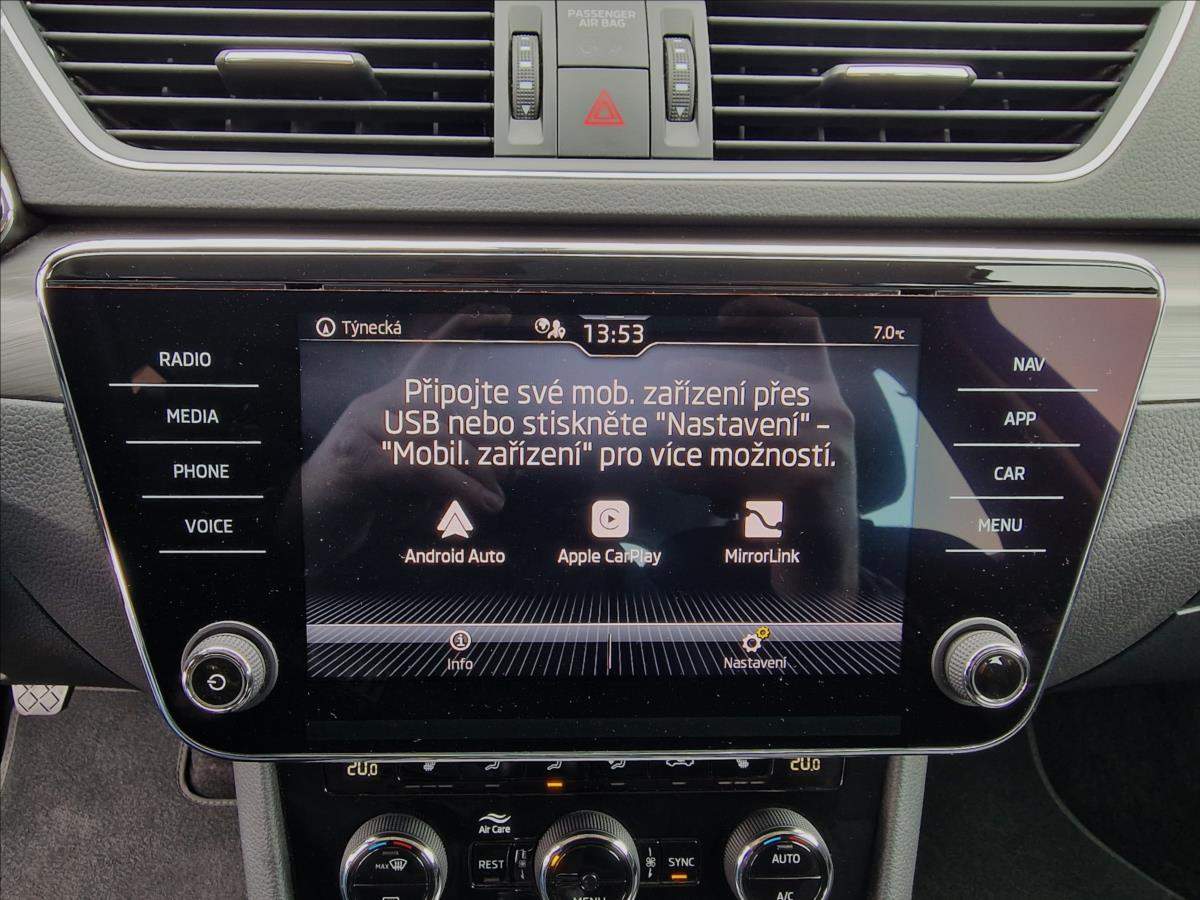 PASSENGER
AIR BAG
Týnecká
13:53
7.0°C
RADIO
MEDIA
PHONE
VOICE
NAV
APP
CAR
MENU
Připojte své mob. zařízení přes
USB nebo stiskněte "Nastavení" –
"Mobil. zařízení" pro více možností.
Android Auto
Apple CarPlay
MirrorLink
Info
Nastavení
20.0
20.0
Air Care
MAX
REST
SYNC
AUTO
MENU
A/C